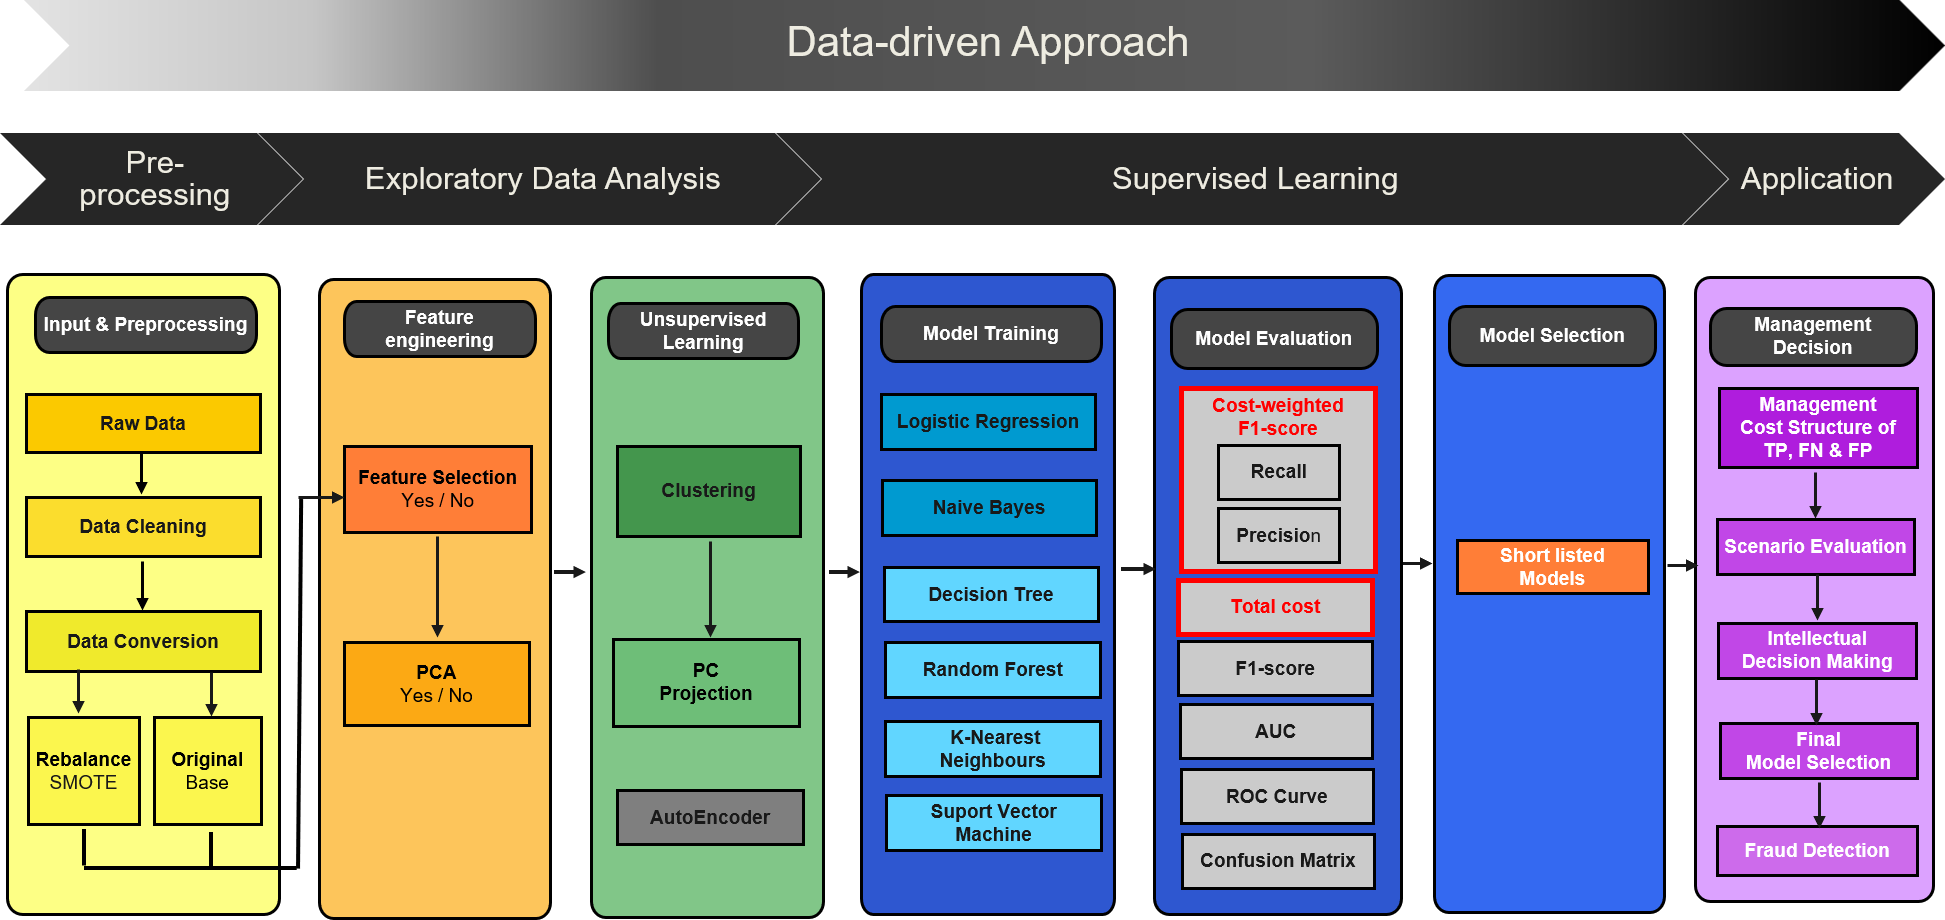 Data-driven Approach
Pre-
processing
Exploratory Data Analysis
Supervised Learning
Application
Input & Preprocessing
Raw Data
Data Cleaning
Data Conversion
Rebalance
SMOTE
Original
Base
Feature
engineering
Feature Selection
Yes / No
PCA
Yes / No
Unsupervised
Learning
Clustering
PC
Projection
AutoEncoder
Model Training
Logistic Regression
Naive Bayes
Decision Tree
Random Forest
K-Nearest
Neighbours
Suport Vector
Machine
Model Evaluation
Cost-weighted
F1-score
Recall
Precision
Total cost
F1-score
AUC
ROC Curve
Confusion Matrix
Model Selection
Short listed
Models
Management
Decision
Management
Cost Structure of
TP, FN & FP
Scenario Evaluation
Intellectual
Decision Making
Final
Model Selection
Fraud Detection